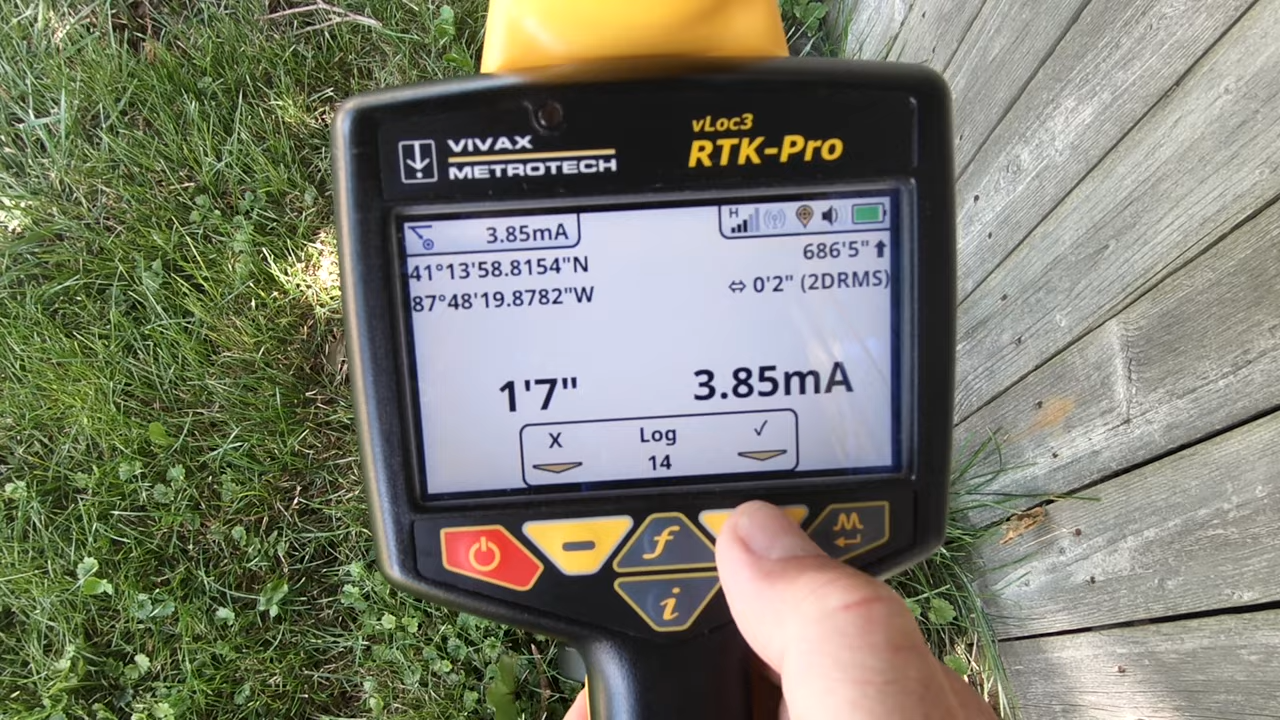 VIVAX
METROTECH
vLoc3
RTK-Pro
3.85mA
H
41°13'58.8154"N
686'5"
87°48'19.8782"W
0'2" (2DRMS)
1'7"
3.85mA
X
Log
✓
14
f
i